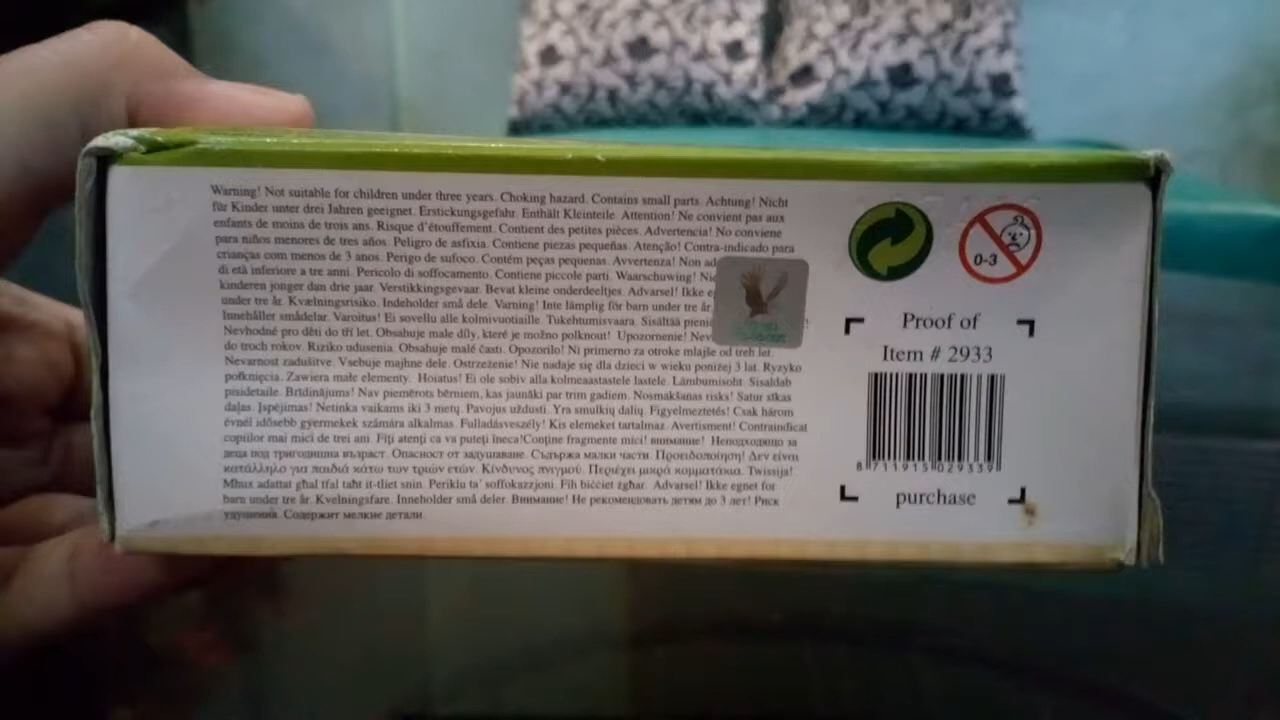 Warning! Not suitable for children under three years. Choking hazard. Contains small parts. Achtung! Nicht
für Kinder unter drei Jahren geeignet. Erstickungsgefahr. Enthält Kleinteile. Attention! Ne convient pas aux
enfants de moins de trois ans. Risque d'étouffement. Contient des petites pièces. Advertencia! No conviene
para niños menores de tres años. Peligro de asfixia. Contiene piezas pequeñas. Atenção! Contra-indicado para
crianças com menos de 3 anos. Perigo de sufoco. Contém peças pequenas. Avvertenza! Non
di età inferiore a tre anni. Pericolo di soffocamento. Contiene piccole parti. Waarschuwing!
kinderen jonger dan drie jaar. Verstikkingsgevaar. Bevat kleine onderdeeltjes. Advarsel! Ikke
under tre år. Kvælningsrisiko. Indeholder små dele. Varning! Inte lämplig för barn under tre år.
Innehåller smådelar. Varoitus! Ei sovellu alle kolmivuotiaille. Tukehtumisvaara. Sisältää
Nevhodné pro děti do tří let. Obsahuje male díly, které je možno polknout! Upozornenie!
do troch rokov. Riziko udusenia. Obsahuje malé časti. Opozorilo! Ni primerno za otroke mlajše od treh let.
Nevarnost zadušitve. Vsebuje majhne dele. Ostrzeżenie! Nie nadaje się dla dzieci w wieku poniżej 3 lat. Ryzyko
połknięcia. Zawiera małe elementy. Hoiatus! Ei ole sobiv alla kolmeaastastele lastele. Lämbumisoht. Sisaldab
pisidetaile. Brīdinājums! Nav piemērots bērniem, kas jaunāki par trim gadiem. Nosmakšanas risks! Satur sīkas
daļas. Įspėjimas! Netinka vaikams iki 3 metų. Pavojus uždusti. Yra smulkių dalių. Figyelmeztetés! Csak három
évnél idősebb gyermekek számára alkalmas. Fulladásveszély! Kis elemeket tartalmaz. Avertisment! Contraindicat
copiilor mai mici de trei ani. Fiţi atenţi ca va puteţi îneca!Conţine fragmente mici! внимание! Неподходящо за
деца под тригодишна възраст. Опасност от задушаване. Съдържа малки части. Προειδοποίηση! Δεν είναι
κατάλληλο για παιδιά κάτω των τριών ετών. Κίνδυνος πνιγμού. Περιέχει μικρά κομματάκια. Twissija!
Mhux adattat għal tfal taħt it-tliet snin. Periklu ta' soffokazzjoni. Fih biċċiet żgħar. Advarsel! Ikke egnet for
barn under tre år. Kvelningsfare. Inneholder små deler. Внимание! Не рекомендовать детям до 3 лет! Риск
удушения. Содержит мелкие детали.
0-3
Proof of
Item # 2933
8 711915 029339
purchase